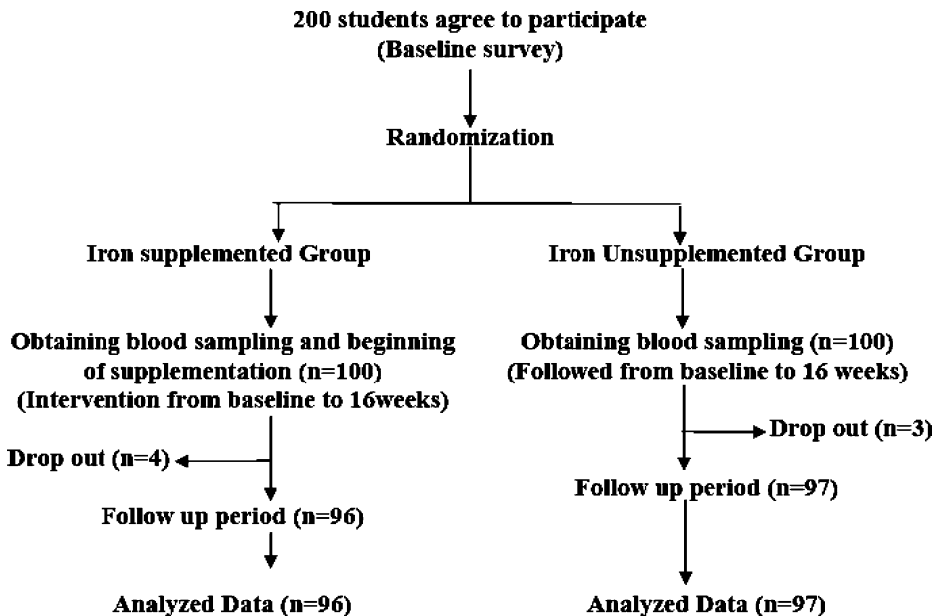 200 students agree to participate
(Baseline survey)
Randomization
Iron supplemented Group
Iron Unsupplemented Group
Obtaining blood sampling and beginning
of supplementation (n=100)
(Intervention from baseline to 16weeks)
Obtaining blood sampling (n=100)
(Followed from baseline to 16 weeks)
Drop out (n=4)
Drop out (n=3)
Follow up period (n=96)
Follow up period (n=97)
Analyzed Data (n=96)
Analyzed Data (n=97)